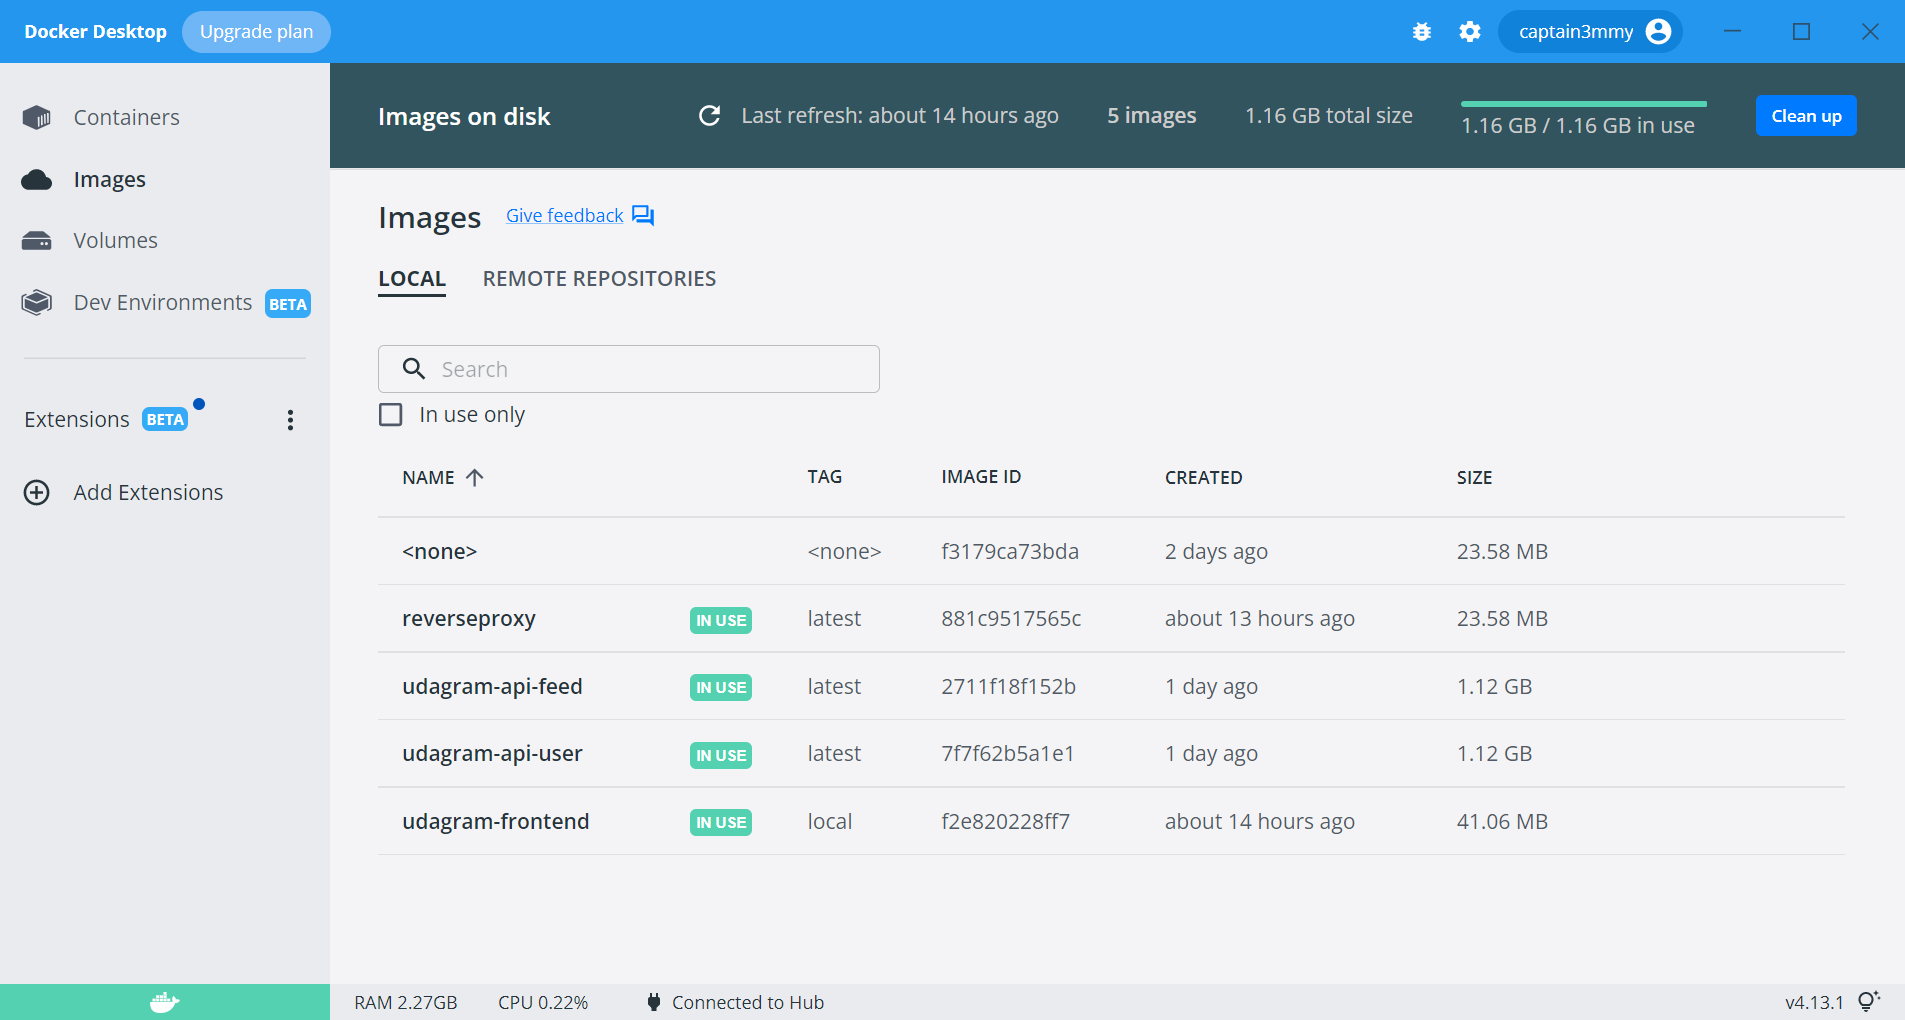 Docker Desktop Upgrade plan captain3mmy
Containers
Images
Volumes
Dev Environments BETA
Extensions BETA
Add Extensions
Images on disk Last refresh: about 14 hours ago 5 images 1.16 GB total size 1.16 GB / 1.16 GB in use Clean up
Images Give feedback
LOCAL REMOTE REPOSITORIES
Search
In use only
NAME TAG IMAGE ID CREATED SIZE
<none> <none> f3179ca73bda 2 days ago 23.58 MB
reverseproxy IN USE latest 881c9517565c about 13 hours ago 23.58 MB
udagram-api-feed IN USE latest 2711f18f152b 1 day ago 1.12 GB
udagram-api-user IN USE latest 7f7f62b5a1e1 1 day ago 1.12 GB
udagram-frontend IN USE local f2e820228ff7 about 14 hours ago 41.06 MB
RAM 2.27GB CPU 0.22% Connected to Hub v4.13.1